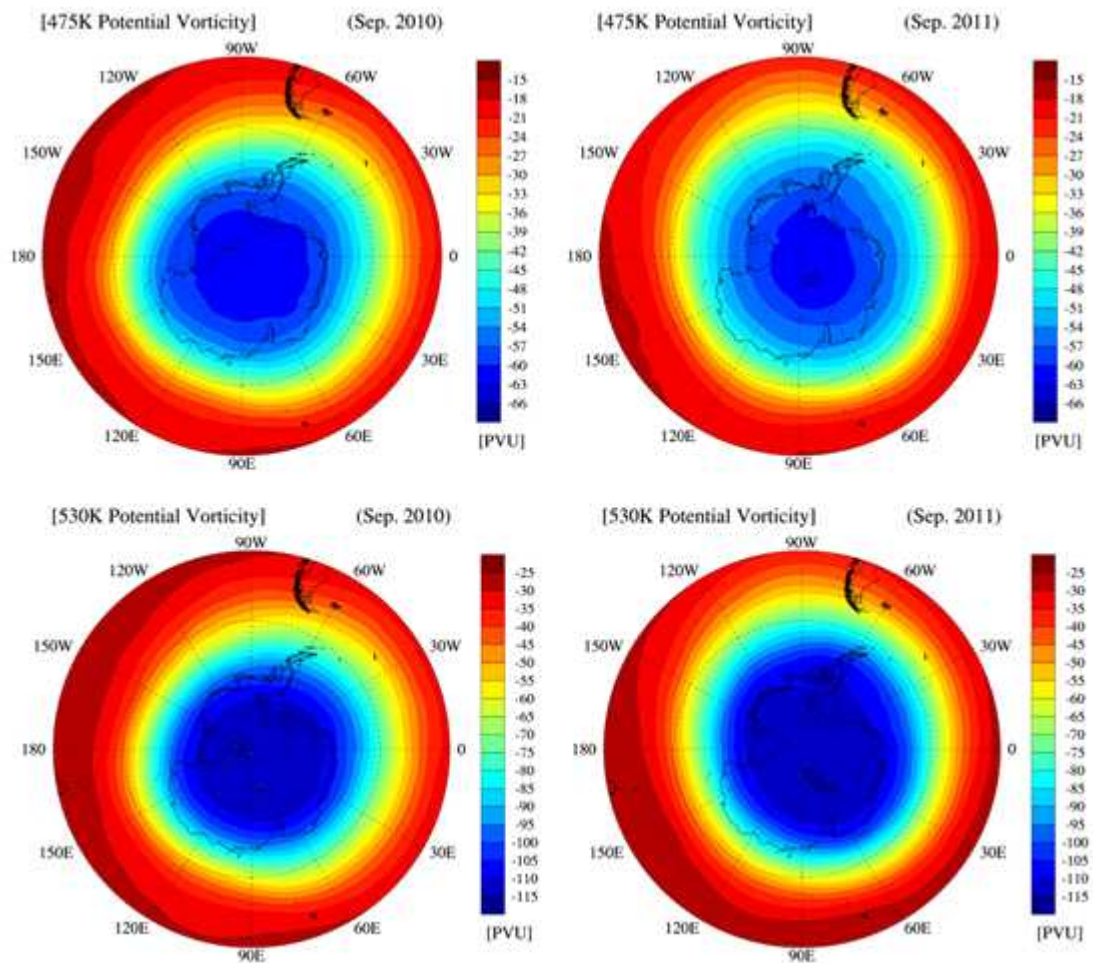 [475K Potential Vorticity] (Sep. 2010)
90W
120W
60W
150W
30W
180
0
150E
30E
120E
60E
90E
-15
-18
-21
-24
-27
-30
-33
-36
-39
-42
-45
-48
-51
-54
-57
-60
-63
-66
[PVU]
[475K Potential Vorticity] (Sep. 2011)
90W
120W
60W
150W
30W
180
0
150E
30E
120E
60E
90E
-15
-18
-21
-24
-27
-30
-33
-36
-39
-42
-45
-48
-51
-54
-57
-60
-63
-66
[PVU]
[530K Potential Vorticity] (Sep. 2010)
90W
120W
60W
150W
30W
180
0
150E
30E
120E
60E
90E
-25
-30
-35
-40
-45
-50
-55
-60
-65
-70
-75
-80
-85
-90
-95
-100
-105
-110
-115
[PVU]
[530K Potential Vorticity] (Sep. 2011)
90W
120W
60W
150W
30W
180
0
150E
30E
120E
60E
90E
-25
-30
-35
-40
-45
-50
-55
-60
-65
-70
-75
-80
-85
-90
-95
-100
-105
-110
-115
[PVU]